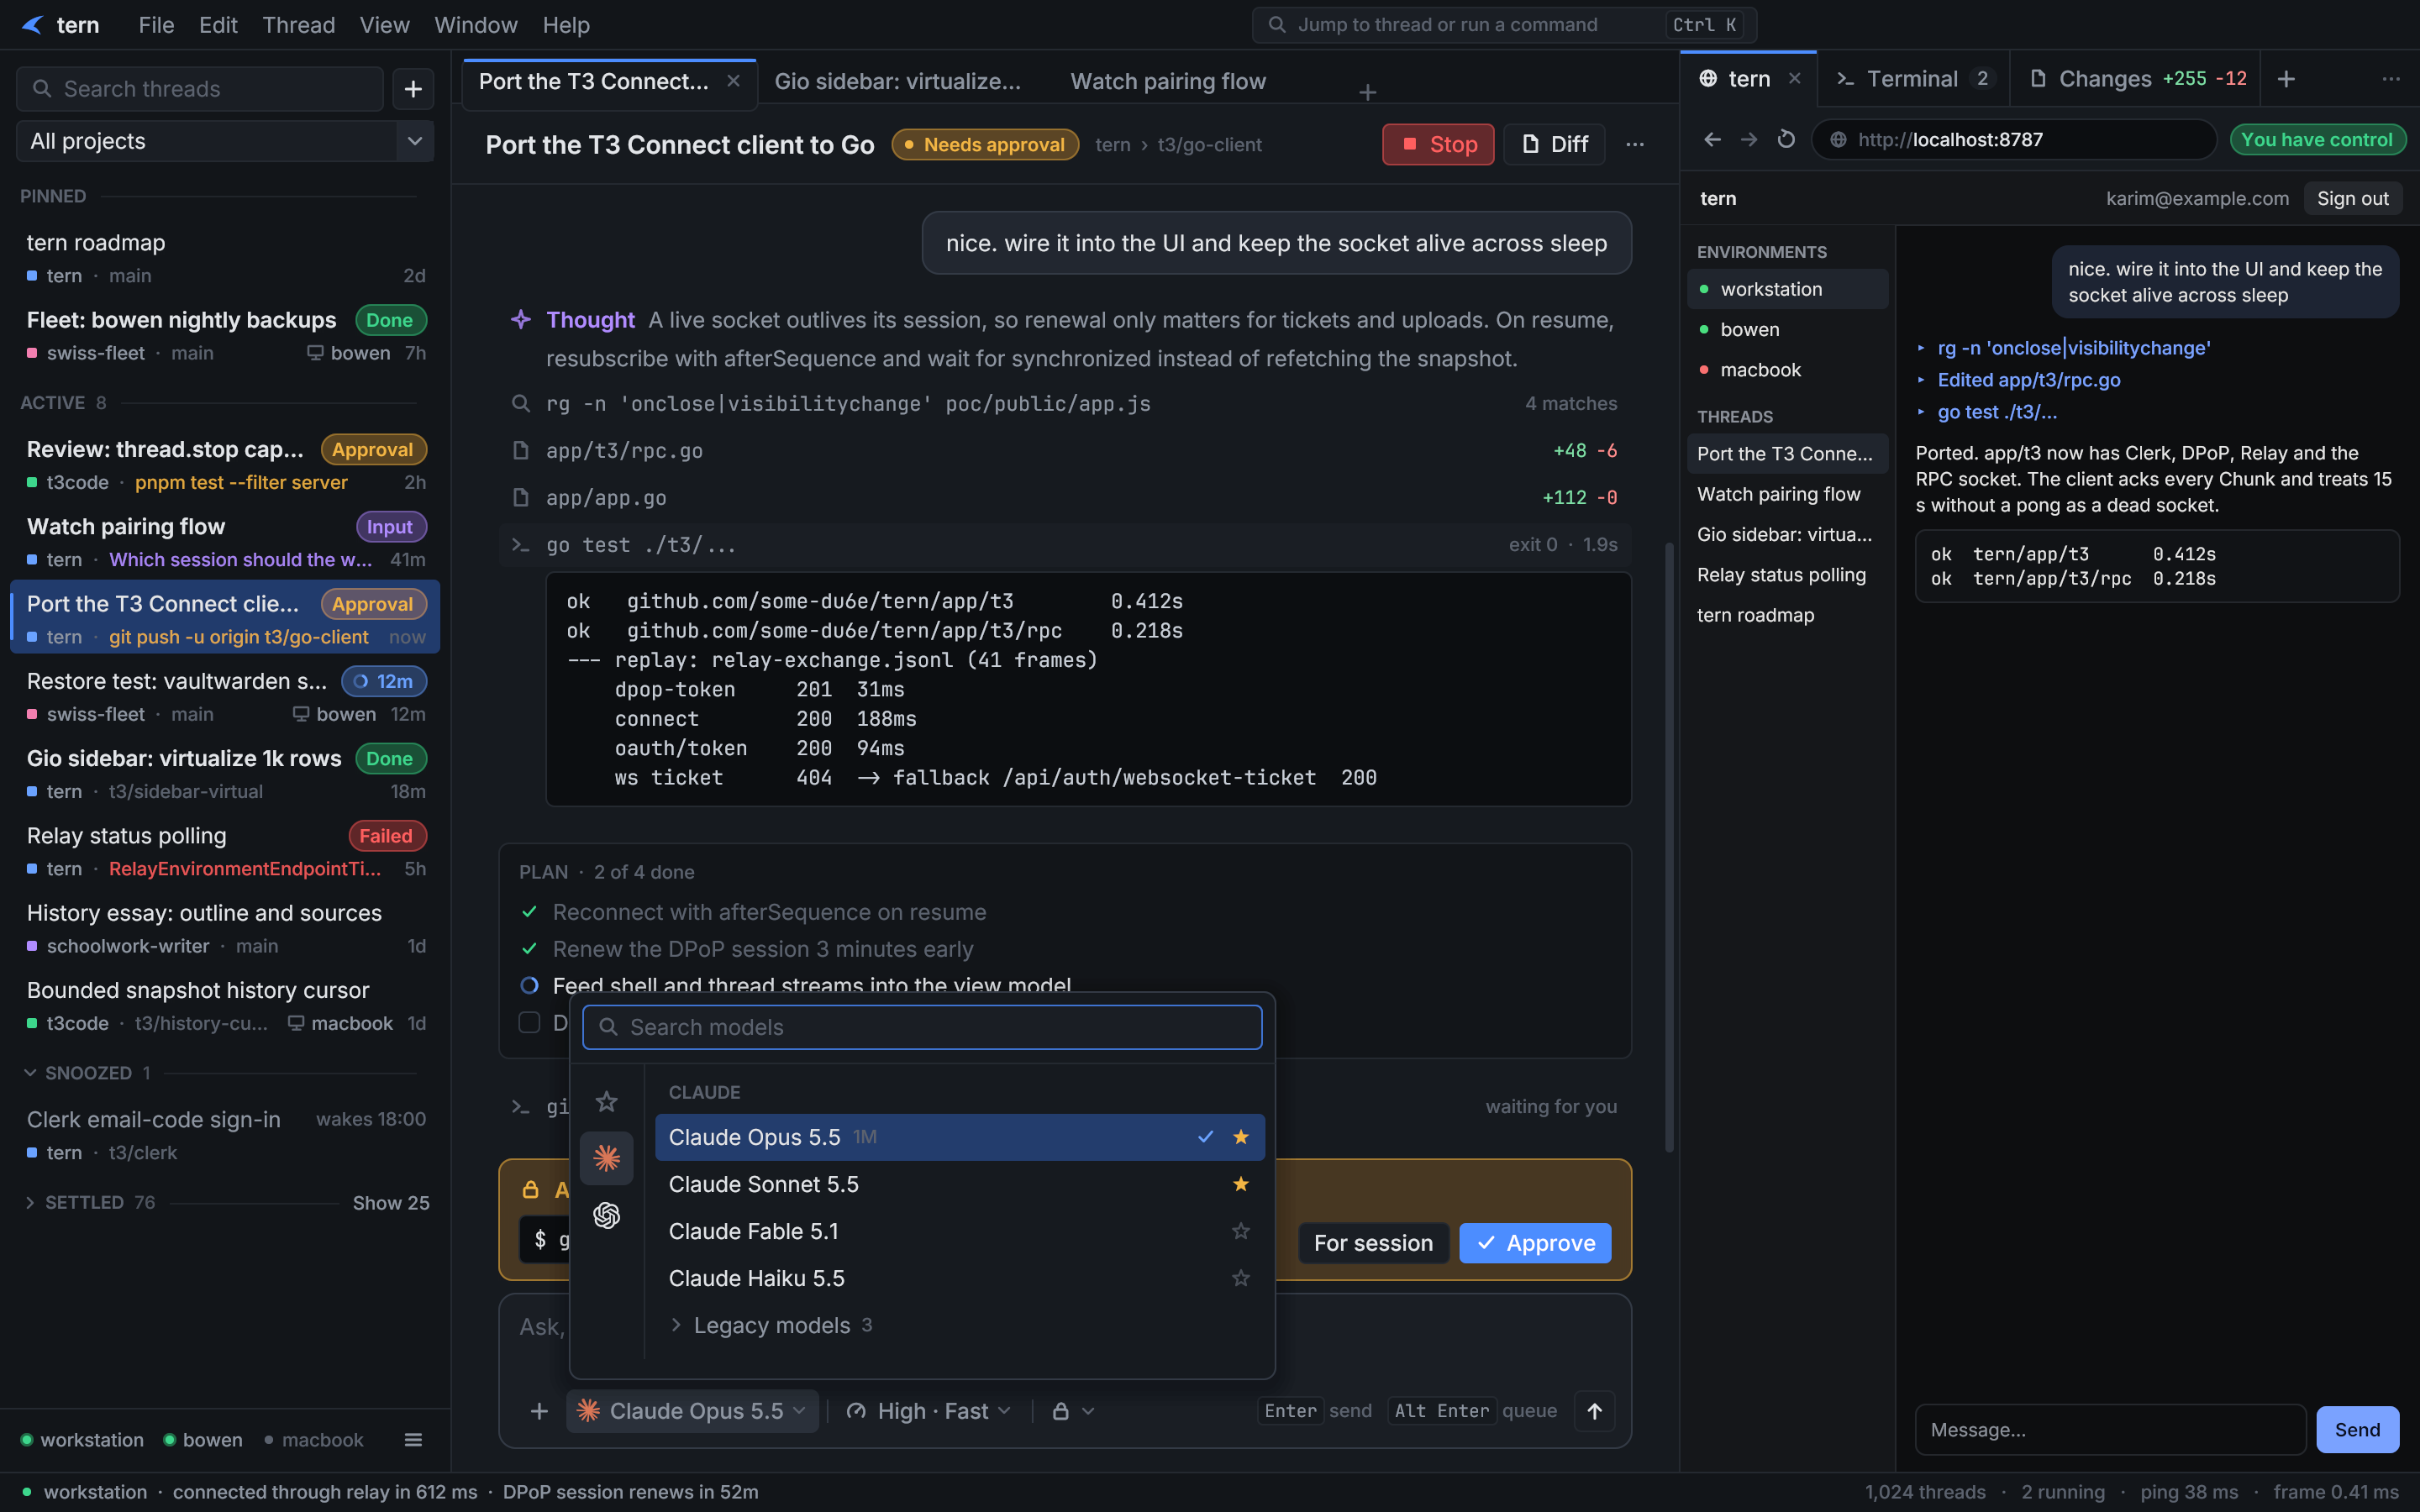 tern File Edit Thread View Window Help
Jump to thread or run a command Ctrl K
Search threads
All projects
PINNED
tern roadmap
tern · main 2d
Fleet: bowen nightly backups Done
swiss-fleet · main bowen 7h
ACTIVE 8
Review: thread.stop cap... Approval
t3code · pnpm test --filter server 2h
Watch pairing flow Input
tern · Which session should the w... 41m
Port the T3 Connect clie... Approval
tern · git push -u origin t3/go-client now
Restore test: vaultwarden s... 12m
swiss-fleet · main bowen 12m
Gio sidebar: virtualize 1k rows Done
tern · t3/sidebar-virtual 18m
Relay status polling Failed
tern · RelayEnvironmentEndpointTi... 5h
History essay: outline and sources
schoolwork-writer · main 1d
Bounded snapshot history cursor
t3code · t3/history-cu... macbook 1d
SNOOZED 1
Clerk email-code sign-in wakes 18:00
tern · t3/clerk
SETTLED 76 Show 25
workstation bowen macbook
Port the T3 Connect... Gio sidebar: virtualize... Watch pairing flow
Port the T3 Connect client to Go Needs approval tern › t3/go-client Stop Diff
nice. wire it into the UI and keep the socket alive across sleep
Thought A live socket outlives its session, so renewal only matters for tickets and uploads. On resume,
resubscribe with afterSequence and wait for synchronized instead of refetching the snapshot.
rg -n 'onclose|visibilitychange' poc/public/app.js 4 matches
app/t3/rpc.go +48 -6
app/app.go +112 -0
go test ./t3/... exit 0 · 1.9s
ok github.com/some-du6e/tern/app/t3 0.412s
ok github.com/some-du6e/tern/app/t3/rpc 0.218s
--- replay: relay-exchange.jsonl (41 frames)
dpop-token 201 31ms
connect 200 188ms
oauth/token 200 94ms
ws ticket 404 -> fallback /api/auth/websocket-ticket 200
PLAN · 2 of 4 done
Reconnect with afterSequence on resume
Renew the DPoP session 3 minutes early
Feed shell and thread streams into the view model
D
gi waiting for you
A
$ g For session Approve
Ask,
Search models
CLAUDE
Claude Opus 5.5 1M
Claude Sonnet 5.5
Claude Fable 5.1
Claude Haiku 5.5
Legacy models 3
Claude Opus 5.5 High · Fast Enter send Alt Enter queue
tern Terminal 2 Changes +255 -12
http://localhost:8787 You have control
tern karim@example.com Sign out
ENVIRONMENTS
workstation
bowen
macbook
THREADS
Port the T3 Conne...
Watch pairing flow
Gio sidebar: virtua...
Relay status polling
tern roadmap
nice. wire it into the UI and keep the
socket alive across sleep
rg -n 'onclose|visibilitychange'
Edited app/t3/rpc.go
go test ./t3/...
Ported. app/t3 now has Clerk, DPoP, Relay and the
RPC socket. The client acks every Chunk and treats 15
s without a pong as a dead socket.
ok tern/app/t3 0.412s
ok tern/app/t3/rpc 0.218s
Message... Send
workstation · connected through relay in 612 ms · DPoP session renews in 52m
1,024 threads · 2 running · ping 38 ms · frame 0.41 ms